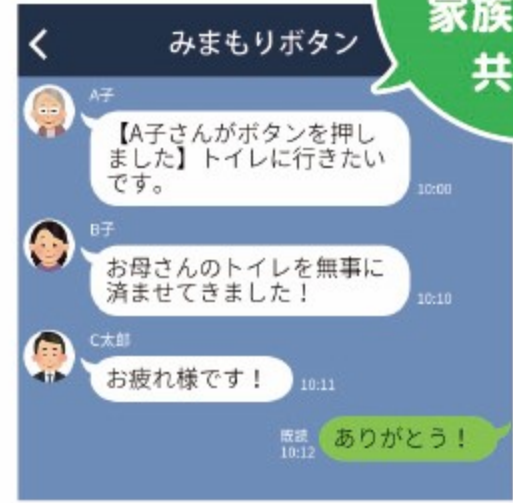 みまもりボタン
家族
共
A子
【A子さんがボタンを押し
ました】トイレに行きたい
です。
10:00
B子
お母さんのトイレを無事に
済ませてきました！
10:10
C太郎
お疲れ様です！
10:11
既読
10:12
ありがとう！